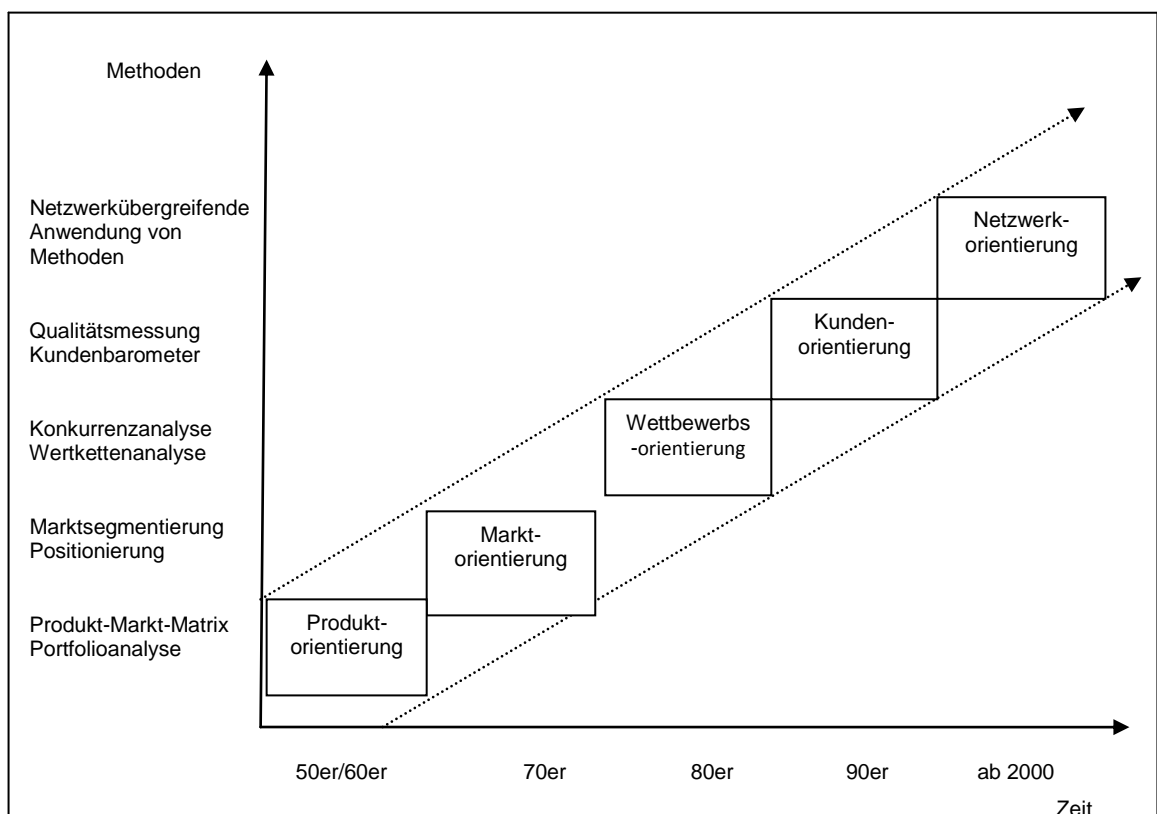 Methoden
Netzwerkübergreifende
Anwendung von
Methoden
Netzwerk-
orientierung
Qualitätsmessung
Kundenbarometer
Kunden-
orientierung
Konkurrenzanalyse
Wertkettenanalyse
Wettbewerbs
-orientierung
Marktsegmentierung
Positionierung
Markt-
orientierung
Produkt-Markt-Matrix
Portfolioanalyse
Produkt-
orientierung
50er/60er 70er 80er 90er ab 2000
Zeit